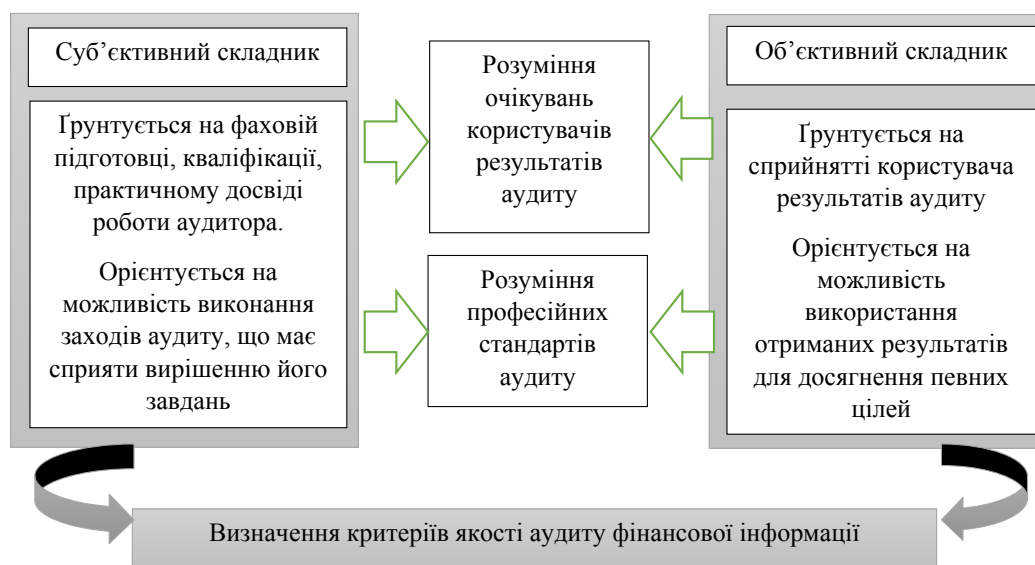 Суб’єктивний складник
Ґрунтується на фаховій
підготовці, кваліфікації,
практичному досвіді
роботи аудитора.
Орієнтується на
можливість виконання
заходів аудиту, що має
сприяти вирішенню його
завдань
Розуміння
очікувань
користувачів
результатів
аудиту
Розуміння
професійних
стандартів
аудиту
Об’єктивний складник
Ґрунтується на
сприйнятті користувача
результатів аудиту
Орієнтується на
можливість
використання
отриманих результатів
для досягнення певних
цілей
Визначення критеріїв якості аудиту фінансової інформації